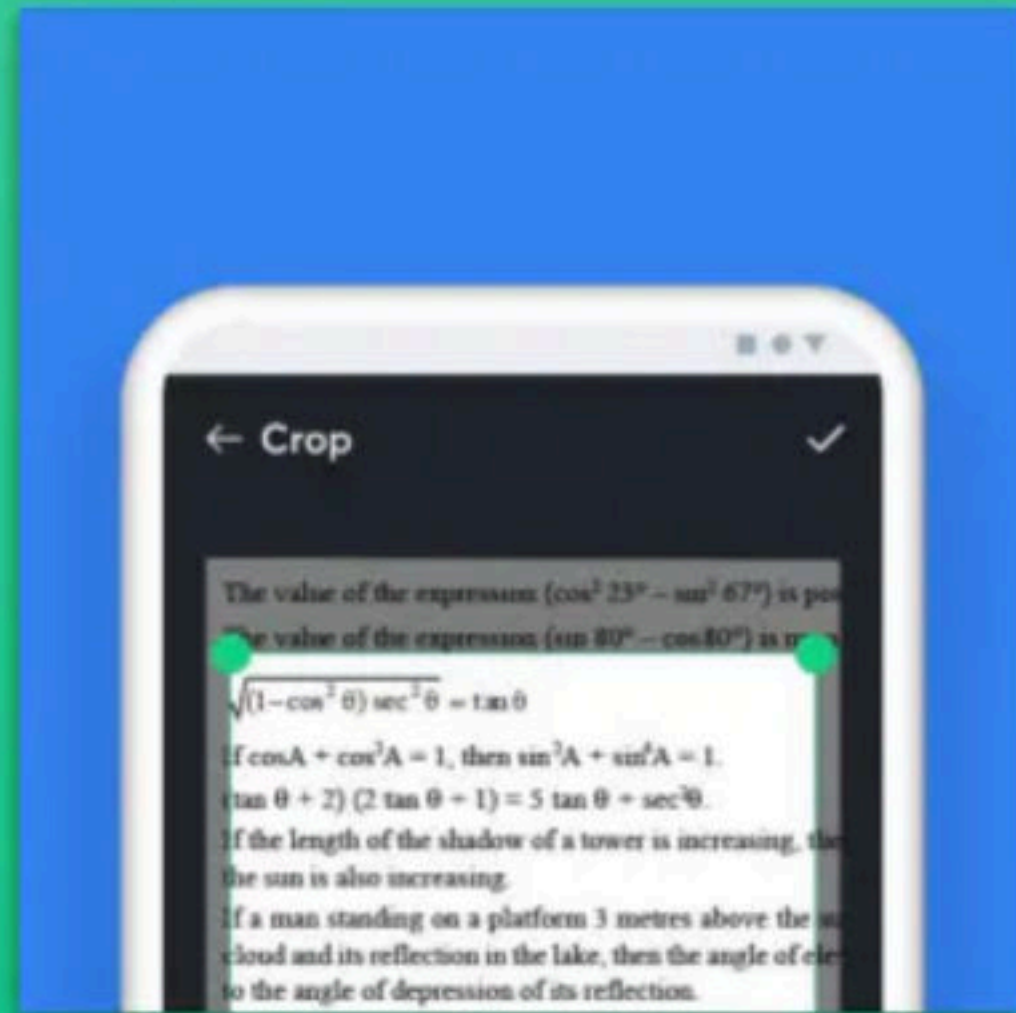 ← Crop
The value of the expression (cos² 23° – sin² 67°) is pos
The value of the expression (sin 80° – cos80°) is
√(1–cos² θ) sec² θ = tan θ
If cosA + cos²A = 1, then sin²A + sin⁴A = 1.
(tan θ + 2) (2 tan θ + 1) = 5 tan θ + sec²θ.
If the length of the shadow of a tower is increasing, the
the sun is also increasing.
If a man standing on a platform 3 metres above the
cloud and its reflection in the lake, then the angle of ele
to the angle of depression of its reflection.